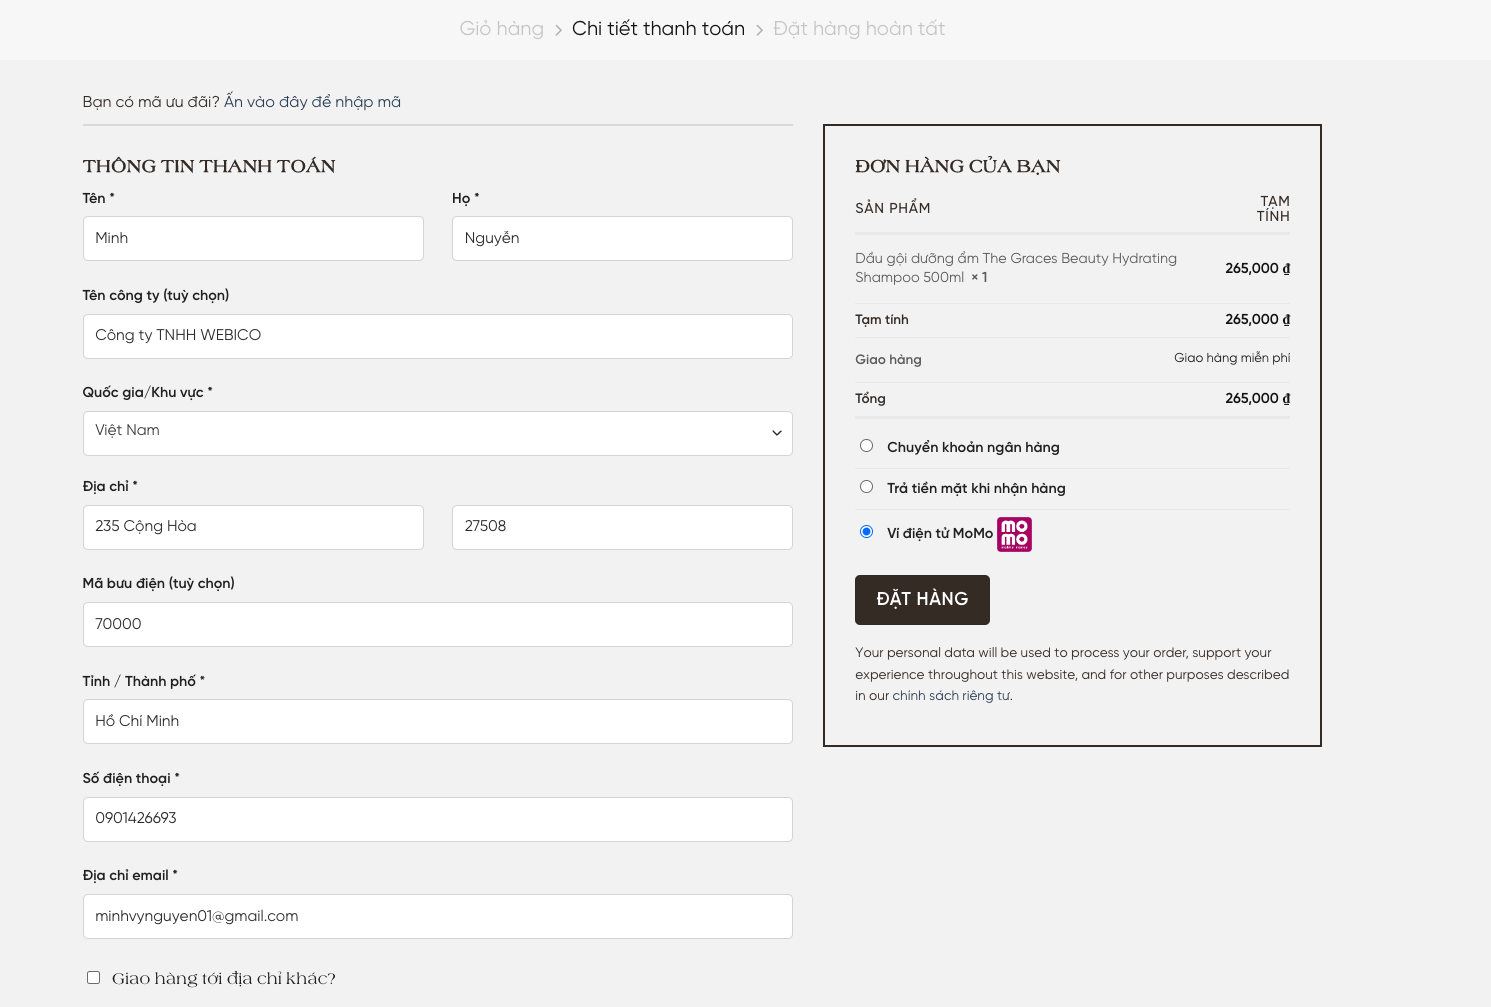 Giỏ hàng > Chi tiết thanh toán > Đặt hàng hoàn tất
Bạn có mã ưu đãi? Ấn vào đây để nhập mã
THÔNG TIN THANH TOÁN
Tên *
Họ *
Minh
Nguyễn
Tên công ty (tuỳ chọn)
Công ty TNHH WEBICO
Quốc gia/Khu vực *
Việt Nam
Địa chỉ *
235 Cộng Hòa
27508
Mã bưu điện (tuỳ chọn)
70000
Tỉnh / Thành phố *
Hồ Chí Minh
Số điện thoại *
0901426693
Địa chỉ email *
minhvynguyen01@gmail.com
Giao hàng tới địa chỉ khác?
ĐƠN HÀNG CỦA BẠN
SẢN PHẨM
TẠM
TÍNH
Dầu gội dưỡng ẩm The Graces Beauty Hydrating
Shampoo 500ml × 1
265,000 ₫
Tạm tính 265,000 ₫
Giao hàng Giao hàng miễn phí
Tổng 265,000 ₫
Chuyển khoản ngân hàng
Trả tiền mặt khi nhận hàng
Ví điện tử MoMo
mo
mo
mobile money
ĐẶT HÀNG
Your personal data will be used to process your order, support your
experience throughout this website, and for other purposes described
in our chính sách riêng tư.